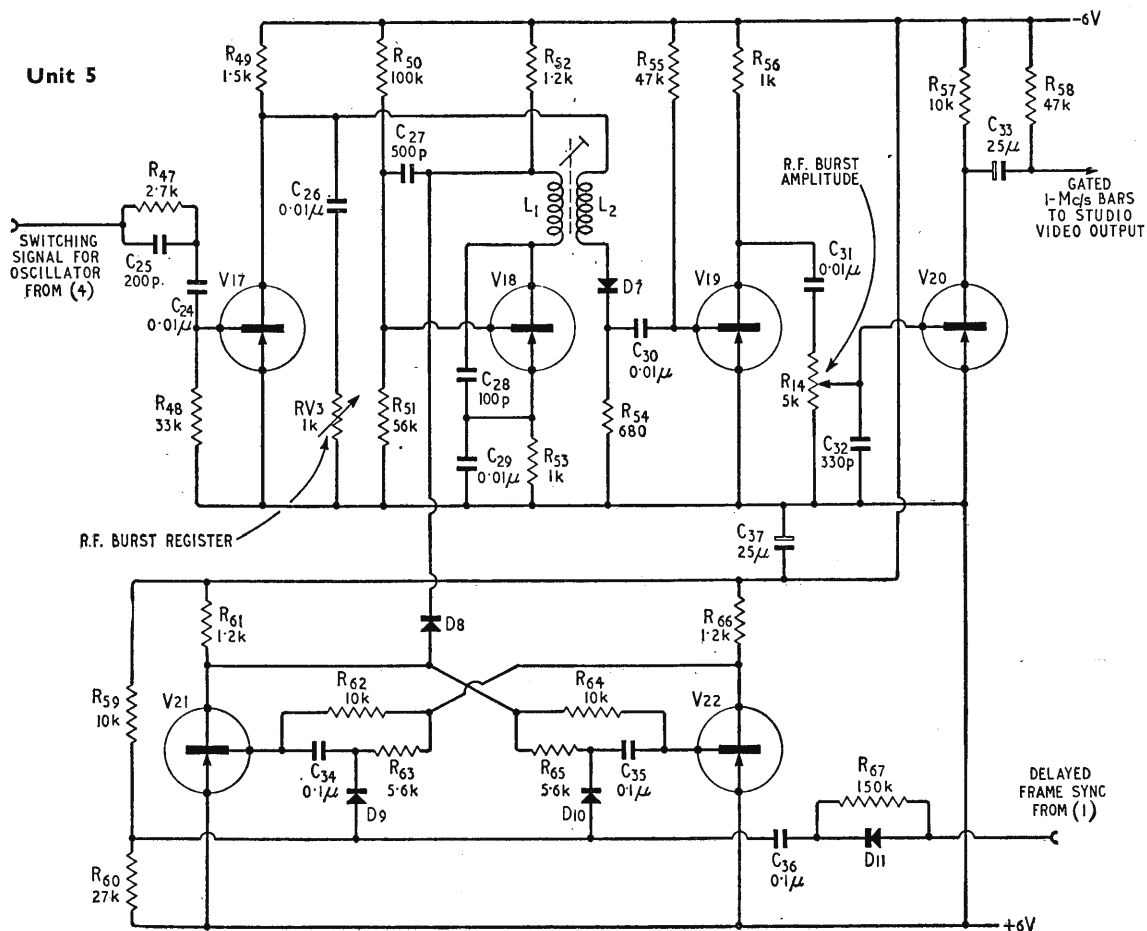 Unit 5
-6V
R49
1.5k
R50
100k
R52
1.2k
R55
47k
R56
1k
R57
10k
R58
47k
C27
500p
C33
25μ
R.F. BURST
AMPLITUDE
GATED
1-Mc/s BARS
TO STUDIO
VIDEO OUTPUT
R47
2.7k
C26
0.01μ
L1
L2
SWITCHING
SIGNAL FOR
OSCILLATOR
FROM (4)
C25
200p.
C24
0.01μ
V17
V18
D7
V19
C31
0.01μ
V20
C30
0.01μ
R48
33k
RV3
1k
R51
56k
C28
100p
C29
0.01μ
R53
1k
R54
680
R14
5k
C32
330p
R.F. BURST REGISTER
C37
25μ
R61
1.2k
D8
R66
1.2k
R59
10k
V21
R62
10k
R64
10k
V22
C34
0.1μ
R63
5.6k
R65
5.6k
C35
0.1μ
D9
D10
R67
150k
DELAYED
FRAME SYNC
FROM (1)
C36
0.1μ
D11
R60
27k
+6V